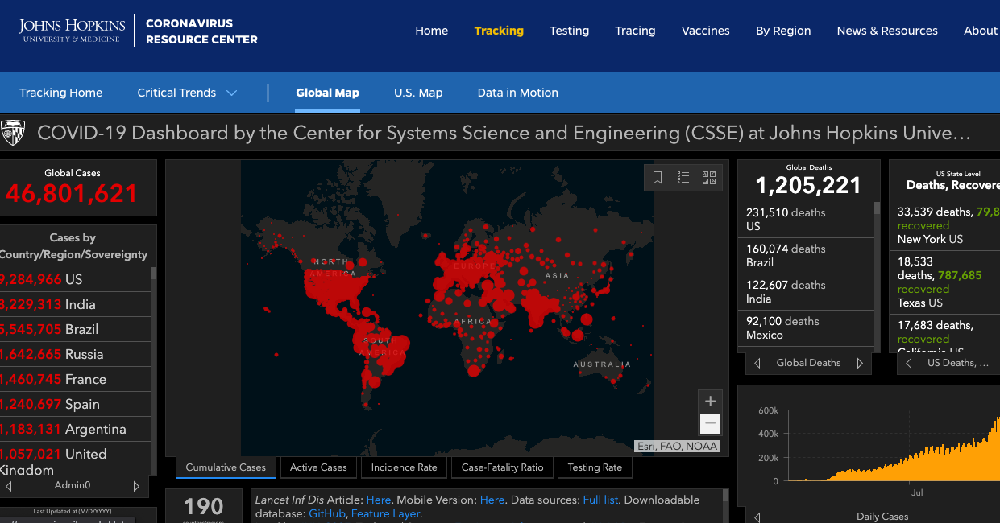 JOHNS HOPKINS
UNIVERSITY & MEDICINE
CORONAVIRUS
RESOURCE CENTER
Home
Tracking
Testing
Tracing
Vaccines
By Region
News & Resources
About
Tracking Home
Critical Trends
Global Map
U.S. Map
Data in Motion
COVID-19 Dashboard by the Center for Systems Science and Engineering (CSSE) at Johns Hopkins Unive…
Global Cases
46,801,621
Cases by
Country/Region/Sovereignty
9,284,966 US
8,229,313 India
5,545,705 Brazil
1,642,665 Russia
1,460,745 France
1,240,697 Spain
1,183,131 Argentina
1,057,021 United
Kingdom
Admin0
Last Updated at (M/D/YYYY)
NORTH
AMERICA
SOUTH
AMERICA
EUROPE
AFRICA
ASIA
AUSTRALIA
+
−
Esri, FAO, NOAA
Cumulative Cases
Active Cases
Incidence Rate
Case-Fatality Ratio
Testing Rate
190
Lancet Inf Dis Article: Here. Mobile Version: Here. Data sources: Full list. Downloadable
database: GitHub, Feature Layer.
Global Deaths
1,205,221
231,510 deaths
US
160,074 deaths
Brazil
122,607 deaths
India
92,100 deaths
Mexico
Global Deaths
US State Level
Deaths, Recovere
33,539 deaths, 79,8
recovered
New York US
18,533
deaths, 787,685
recovered
Texas US
17,683 deaths,
recovered
California US
US Deaths, …
600k
400k
200k
0
Jul
Daily Cases